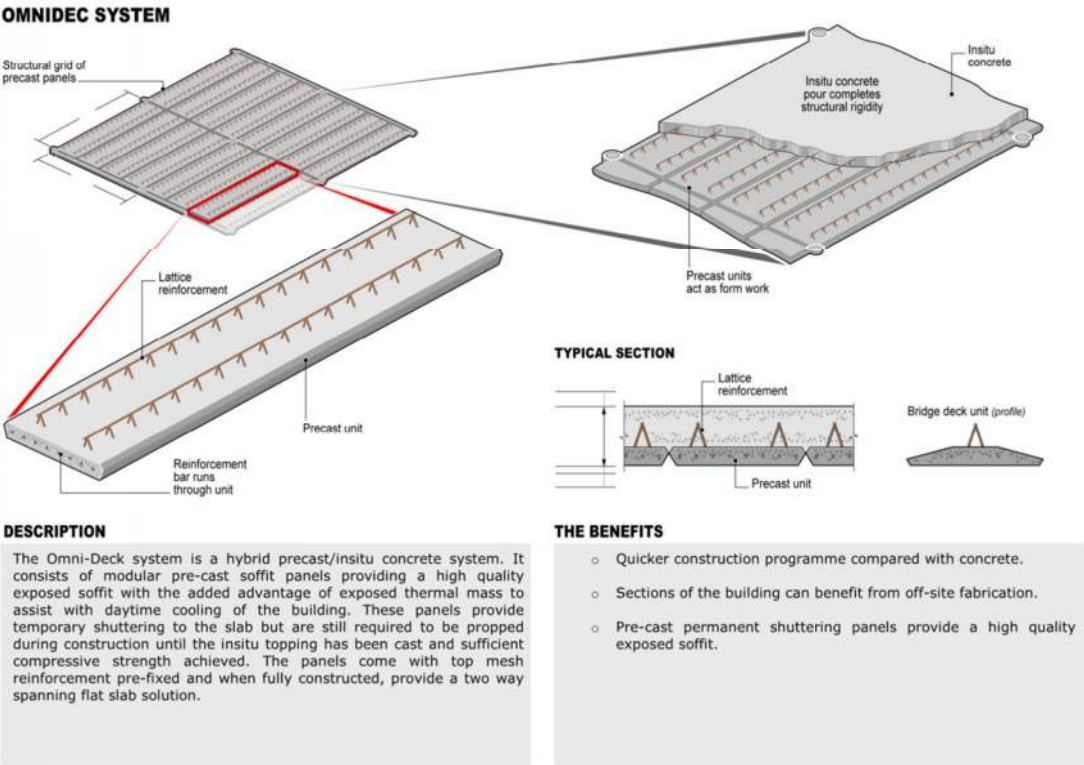 OMNIDEC SYSTEM
Structural grid of
precast panels
Insitu concrete
pour completes
structural rigidity
Insitu
concrete
Lattice
reinforcement
Precast units
act as form work
Precast unit
Reinforcement
bar runs
through unit
TYPICAL SECTION
Lattice
reinforcement
Bridge deck unit (profile)
Precast unit
DESCRIPTION
The Omni-Deck system is a hybrid precast/insitu concrete system. It
consists of modular pre-cast soffit panels providing a high quality
exposed soffit with the added advantage of exposed thermal mass to
assist with daytime cooling of the building. These panels provide
temporary shuttering to the slab but are still required to be propped
during construction until the insitu topping has been cast and sufficient
compressive strength achieved. The panels come with top mesh
reinforcement pre-fixed and when fully constructed, provide a two way
spanning flat slab solution.
THE BENEFITS
o Quicker construction programme compared with concrete.
o Sections of the building can benefit from off-site fabrication.
o Pre-cast permanent shuttering panels provide a high quality
exposed soffit.